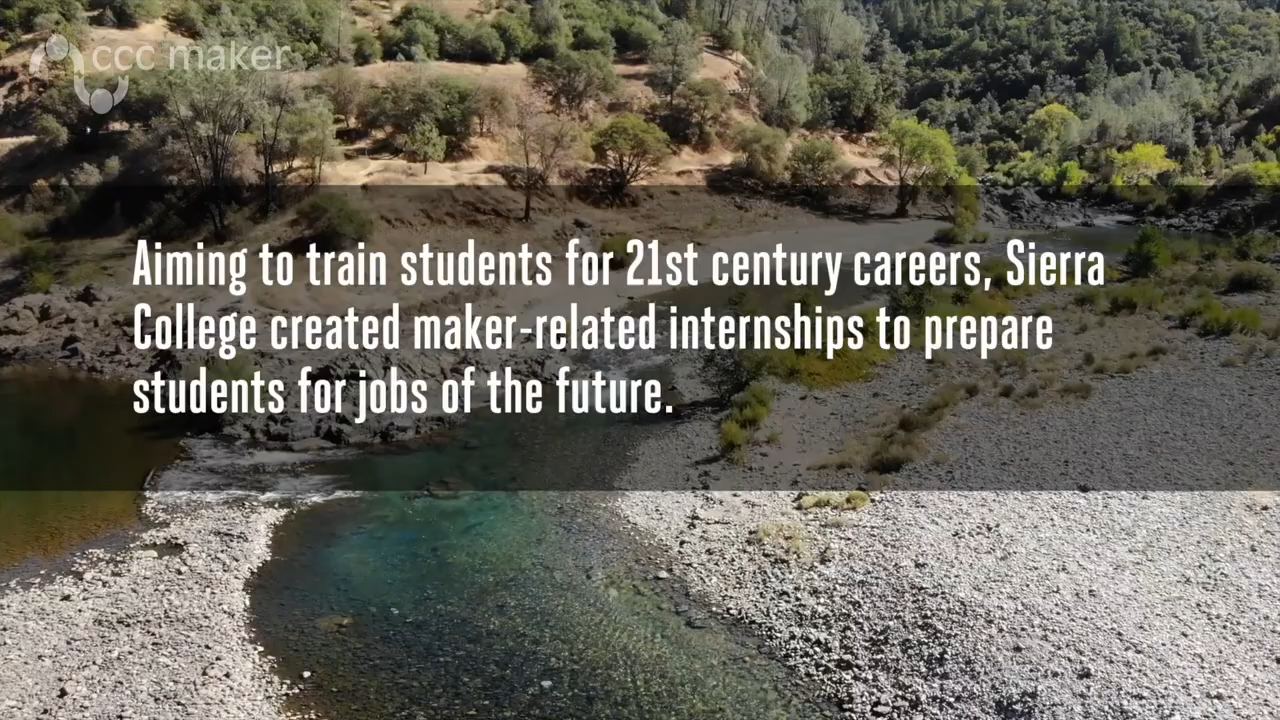 ccc maker
Aiming to train students for 21st century careers, Sierra
College created maker-related internships to prepare
students for jobs of the future.